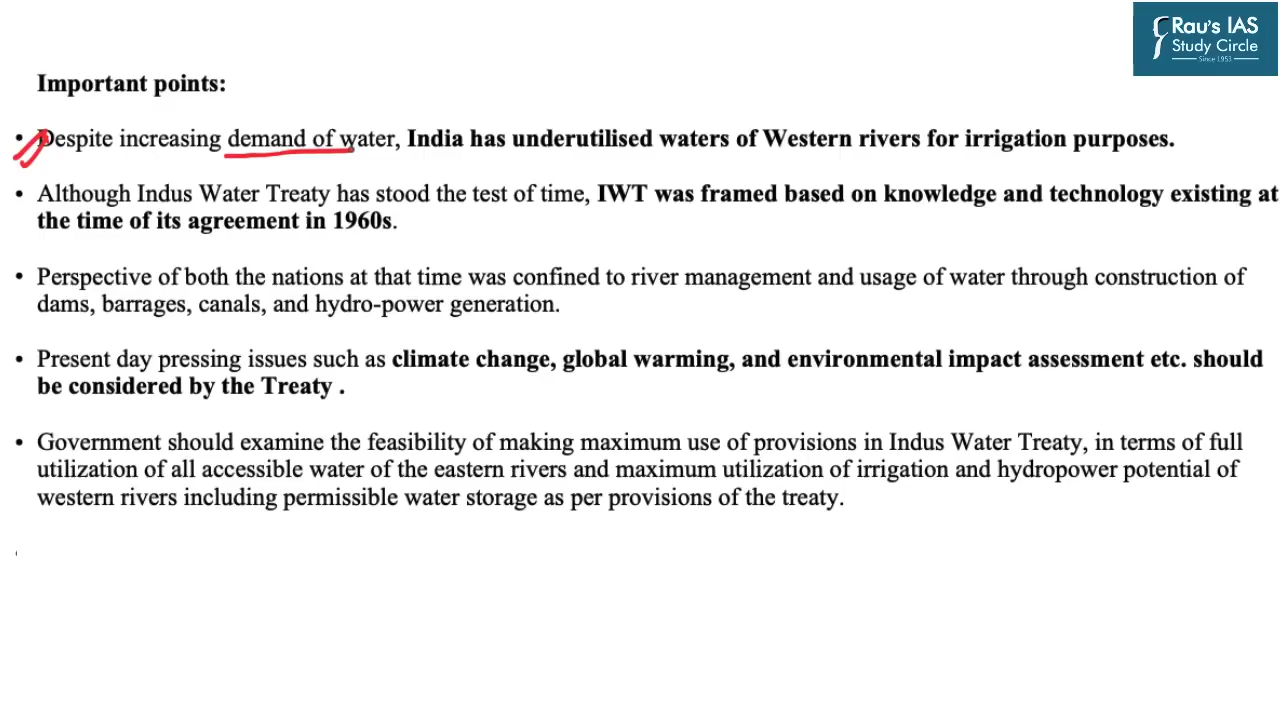 Rau's IAS
Study Circle
Since 1953
Important points:
• Despite increasing demand of water, India has underutilised waters of Western rivers for irrigation purposes.
• Although Indus Water Treaty has stood the test of time, IWT was framed based on knowledge and technology existing at
the time of its agreement in 1960s.
• Perspective of both the nations at that time was confined to river management and usage of water through construction of
dams, barrages, canals, and hydro-power generation.
• Present day pressing issues such as climate change, global warming, and environmental impact assessment etc. should
be considered by the Treaty .
• Government should examine the feasibility of making maximum use of provisions in Indus Water Treaty, in terms of full
utilization of all accessible water of the eastern rivers and maximum utilization of irrigation and hydropower potential of
western rivers including permissible water storage as per provisions of the treaty.